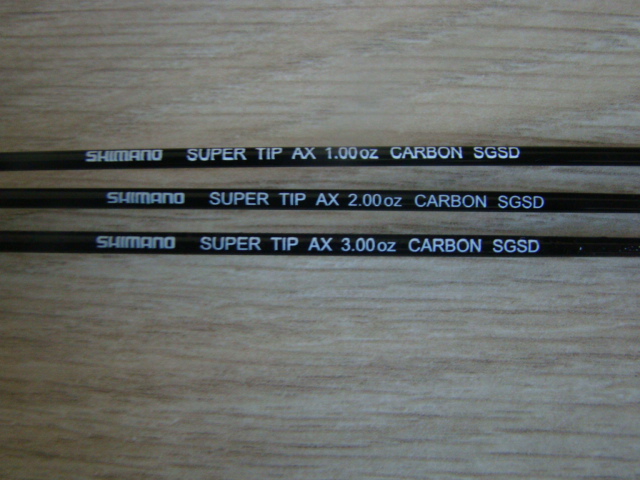 SHIMANO SUPER TIP AX 1.00oz CARBON SGSD
SHIMANO SUPER TIP AX 2.00oz CARBON SGSD
SHIMANO SUPER TIP AX 3.00oz CARBON SGSD